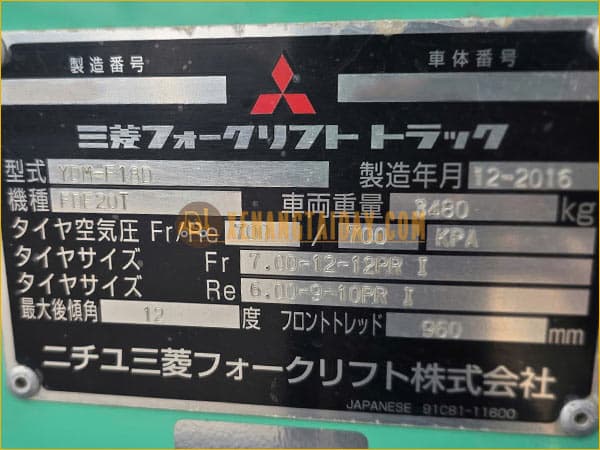 製造番号
車体番号
三菱フォークリフト トラック
型式 YDM-F18D 製造年月 12-2016
機種 FDE20T 車両重量 3480 kg
タイヤ空気圧 Fr/Re 700 / 700 KPA
タイヤサイズ Fr 7.00-12-12PR I
タイヤサイズ Re 6.00-9-10PR I
最大後傾角 12 度 フロントトレッド 960 mm
ニチユ三菱フォークリフト株式会社
JAPANESE 91C81-11600
XENANGTAIDAY.COM